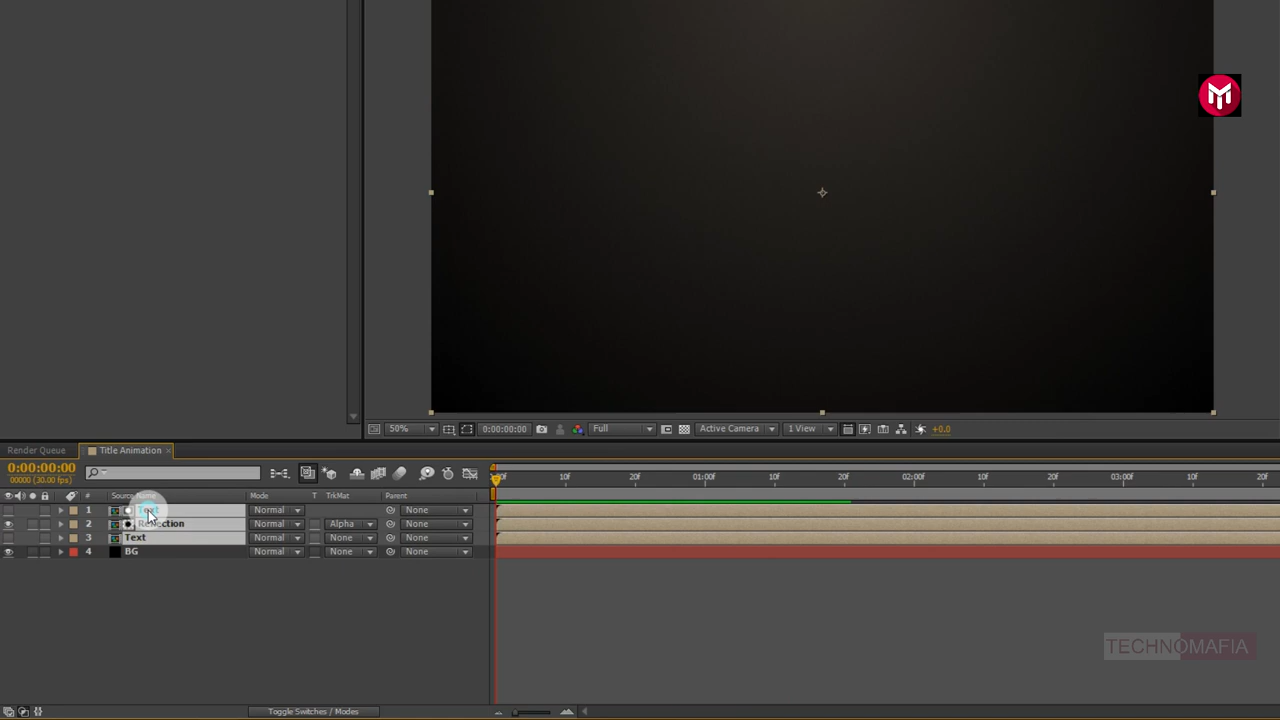 50%
0:00:00:00
Full
Active Camera
1 View
+0.0
Render Queue
Title Animation
0:00:00:00
00000 (30.00 fps)
10f 20f 01:00f 10f 20f 02:00f 10f 20f 03:00f 10f 20f
# Source Name Mode T TrkMat Parent
1 Text Normal None
2 Reflection Normal Alpha None
3 Text Normal None None
4 BG Normal None None
TECHNOMAFIA
Toggle Switches / Modes